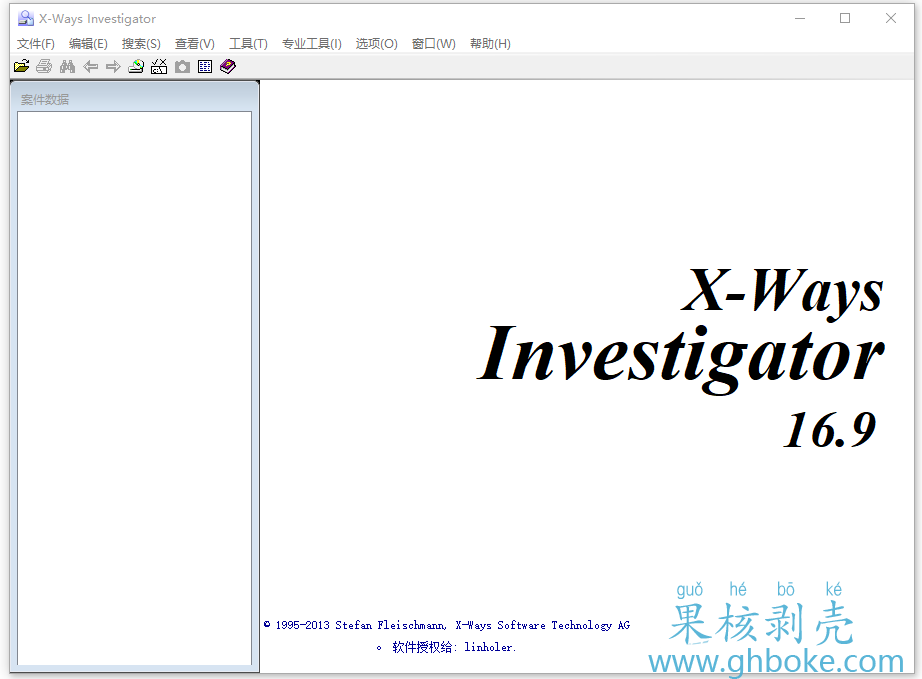 X-Ways Investigator
文件(F) 编辑(E) 搜索(S) 查看(V) 工具(T) 专业工具(I) 选项(O) 窗口(W) 帮助(H)
案件数据
X-Ways
Investigator
16.9
© 1995-2013 Stefan Fleischmann, X-Ways Software Technology AG
。 软件授权给: linholer.
guǒ hé bō ké
果核剥壳
www.ghboke.com